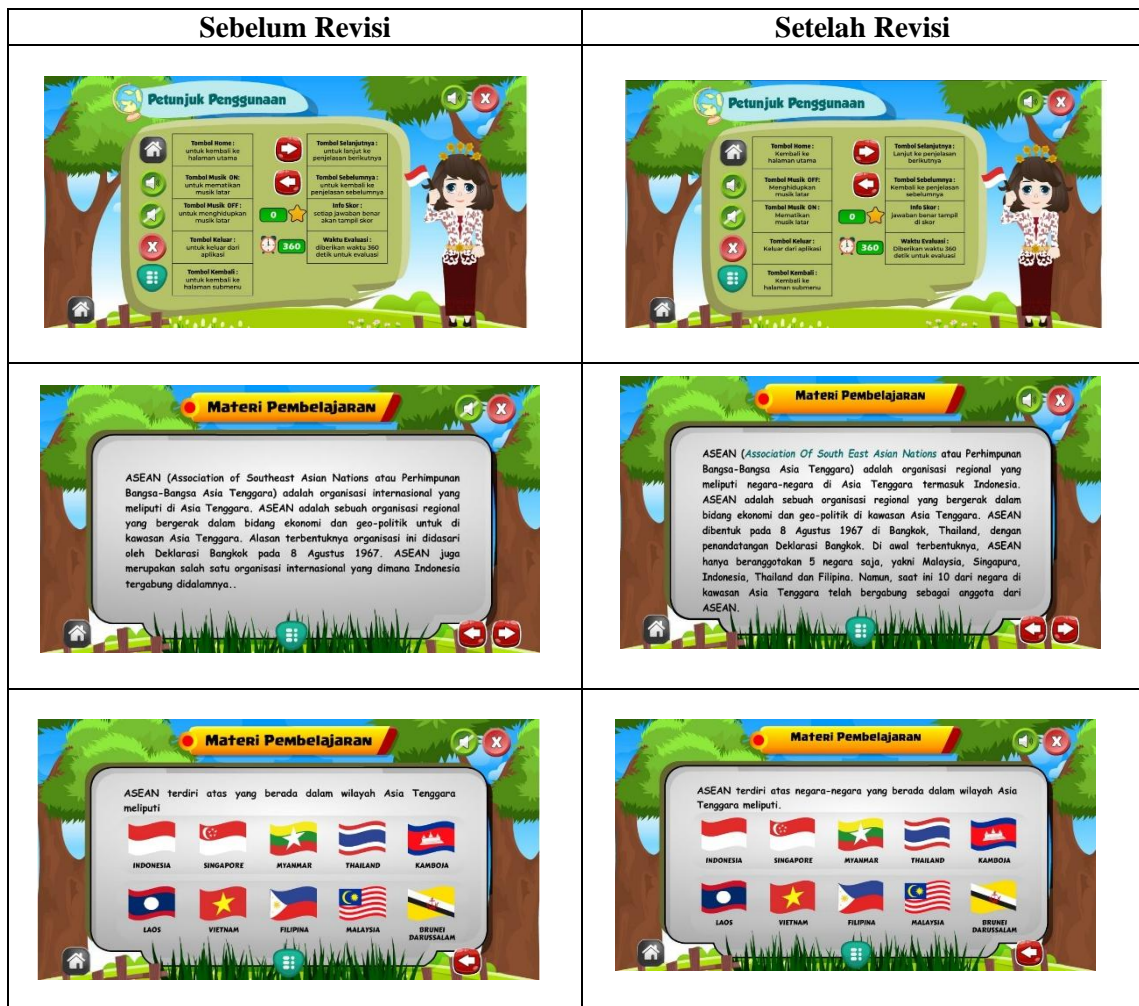 Sebelum Revisi
Setelah Revisi
Petunjuk Penggunaan
Tombol Home :
untuk kembali ke
halaman utama
Tombol Selanjutnya :
untuk lanjut ke
penjelasan berikutnya
Tombol Musik ON:
untuk mematikan
musik latar
Tombol Sebelumnya :
untuk kembali ke
penjelasan sebelumnya
Tombol Musik OFF :
untuk menghidupkan
musik latar
0
Info Skor :
setiap jawaban benar
akan tampil skor
Tombol Keluar :
untuk keluar dari
aplikasi
360
Waktu Evaluasi :
diberikan waktu 360
detik untuk evaluasi
Tombol Kembali :
untuk kembali ke
halaman submenu
Petunjuk Penggunaan
Tombol Home :
Kembali ke
halaman utama
Tombol Selanjutnya :
Lanjut ke penjelasan
berikutnya
Tombol Musik OFF:
Menghidupkan
musik latar
Tombol Sebelumnya :
Kembali ke penjelasan
sebelumnya
Tombol Musik ON :
Mematikan
musik latar
0
Info Skor :
jawaban benar tampil
di skor
Tombol Keluar :
Keluar dari aplikasi
360
Waktu Evaluasi :
Diberikan waktu 360
detik untuk evaluasi
Tombol Kembali :
Kembali ke
halaman submenu
Materi Pembelajaran
ASEAN (Association of Southeast Asian Nations atau Perhimpunan
Bangsa-Bangsa Asia Tenggara) adalah organisasi internasional yang
meliputi di Asia Tenggara. ASEAN adalah sebuah organisasi regional
yang bergerak dalam bidang ekonomi dan geo-politik untuk di
kawasan Asia Tenggara. Alasan terbentuknya organisasi ini didasari
oleh Deklarasi Bangkok pada 8 Agustus 1967. ASEAN juga
merupakan salah satu organisasi internasional yang dimana Indonesia
tergabung didalamnya..
Materi Pembelajaran
ASEAN (Association Of South East Asian Nations atau Perhimpunan
Bangsa-Bangsa Asia Tenggara) adalah organisasi regional yang
meliputi negara-negara di Asia Tenggara termasuk Indonesia.
ASEAN adalah sebuah organisasi regional yang bergerak dalam
bidang ekonomi dan geo-politik di kawasan Asia Tenggara. ASEAN
dibentuk pada 8 Agustus 1967 di Bangkok, Thailand, dengan
penandatangan Deklarasi Bangkok. Di awal terbentuknya, ASEAN
hanya beranggotakan 5 negara saja, yakni Malaysia, Singapura,
Indonesia, Thailand dan Filipina. Namun, saat ini 10 dari negara di
kawasan Asia Tenggara telah bergabung sebagai anggota dari
ASEAN.
Materi Pembelajaran
ASEAN terdiri atas yang berada dalam wilayah Asia Tenggara
meliputi
INDONESIA SINGAPORE MYANMAR THAILAND KAMBOJA
LAOS VIETNAM FILIPINA MALAYSIA BRUNEI
DARUSSALAM
Materi Pembelajaran
ASEAN terdiri atas negara-negara yang berada dalam wilayah Asia
Tenggara meliputi.
INDONESIA SINGAPORE MYANMAR THAILAND KAMBOJA
LAOS VIETNAM FILIPINA MALAYSIA BRUNEI
DARUSSALAM